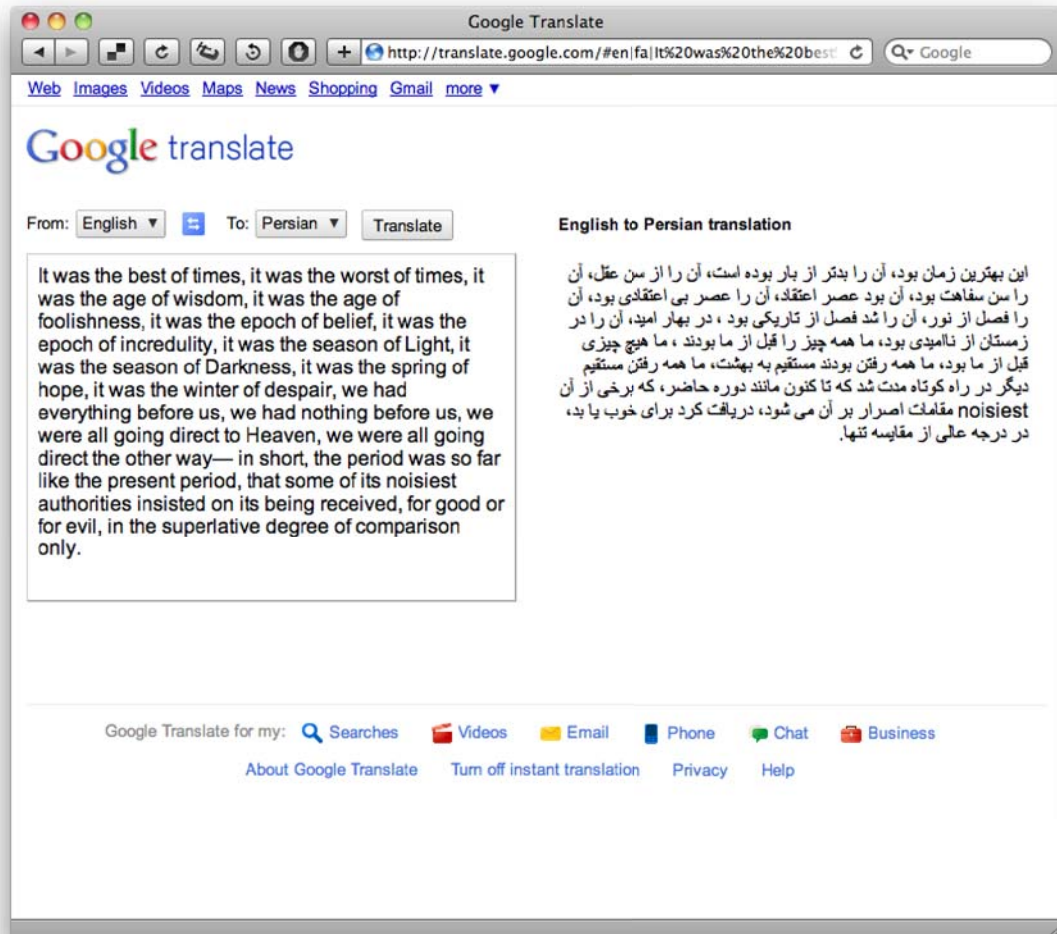 Google Translate
http://translate.google.com/#en|fa|It%20was%20the%20best
Google
Web Images Videos Maps News Shopping Gmail more ▼
Google translate
From: English ▼ To: Persian ▼ Translate
It was the best of times, it was the worst of times, it
was the age of wisdom, it was the age of
foolishness, it was the epoch of belief, it was the
epoch of incredulity, it was the season of Light, it
was the season of Darkness, it was the spring of
hope, it was the winter of despair, we had
everything before us, we had nothing before us, we
were all going direct to Heaven, we were all going
direct the other way— in short, the period was so far
like the present period, that some of its noisiest
authorities insisted on its being received, for good or
for evil, in the superlative degree of comparison
only.
English to Persian translation
این بهترین زمان بود، آن را بدتر از بار بوده است، آن را از سن عقل، آن
را سن سفاهت بود، آن بود عصر اعتقاد، آن را عصر بی اعتقادی بود، آن
را فصل از نور، آن را شد فصل از تاریکی بود ، در بهار امید، آن را در
زمستان از ناامیدی بود، ما همه چیز را قبل از ما بودند ، ما هیچ چیزی
قبل از ما بود، ما همه رفتن بودند مستقیم به بهشت، ما همه رفتن مستقیم
دیگر در راه کوتاه مدت شد که تا کنون مانند دوره حاضر، که برخی از آن
noisiest مقامات اصرار بر آن می شود، دریافت کرد برای خوب یا بد،
در درجه عالی از مقایسه تنها.
Google Translate for my: Searches Videos Email Phone Chat Business
About Google Translate Turn off instant translation Privacy Help